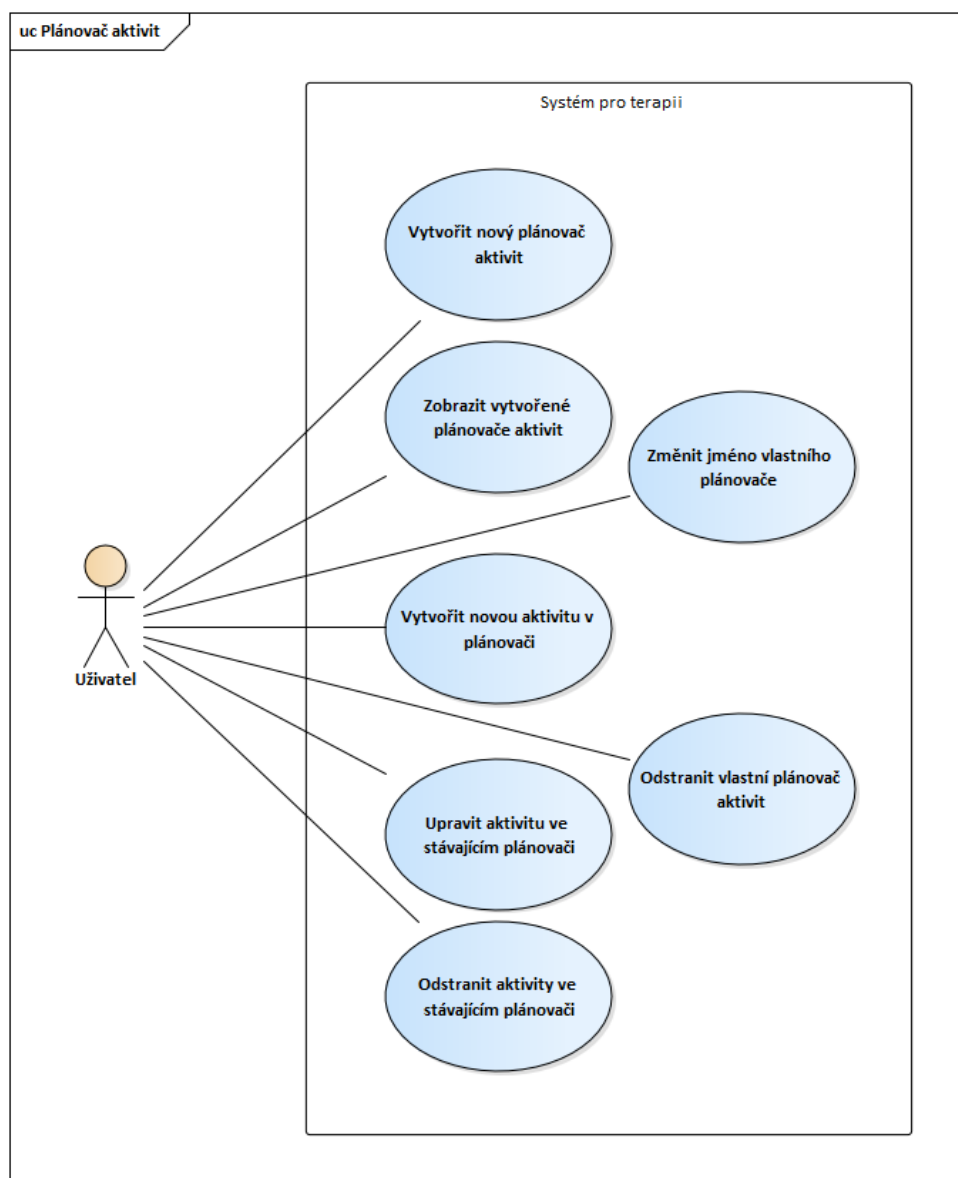 uc Plánovač aktivit
Systém pro terapii
Vytvořit nový plánovač
aktivit
Zobrazit vytvořené
plánovače aktivit
Změnit jméno vlastního
plánovače
Vytvořit novou aktivitu v
plánovači
Uživatel
Odstranit vlastní plánovač
aktivit
Upravit aktivitu ve
stávajícím plánovači
Odstranit aktivity ve
stávajícím plánovači